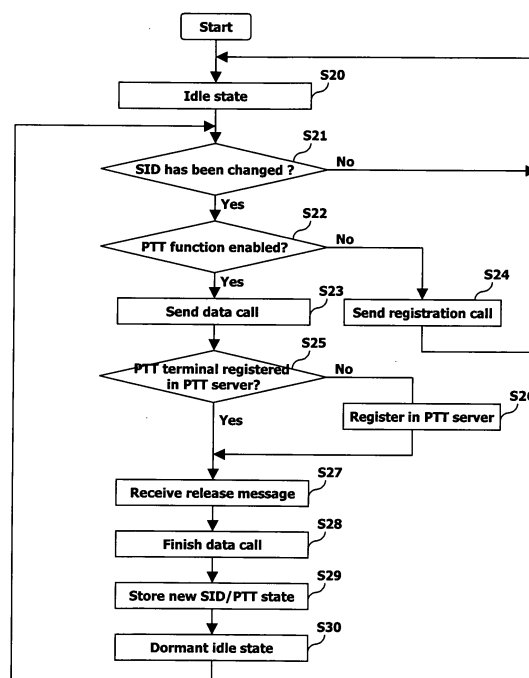 Start
S20
Idle state
S21
SID has been changed ?
No
Yes
S22
PTT function enabled?
No
Yes
S23
Send data call
S24
Send registration call
S25
PTT terminal registered
in PTT server?
No
Yes
S26
Register in PTT server
S27
Receive release message
S28
Finish data call
S29
Store new SID/PTT state
S30
Dormant idle state